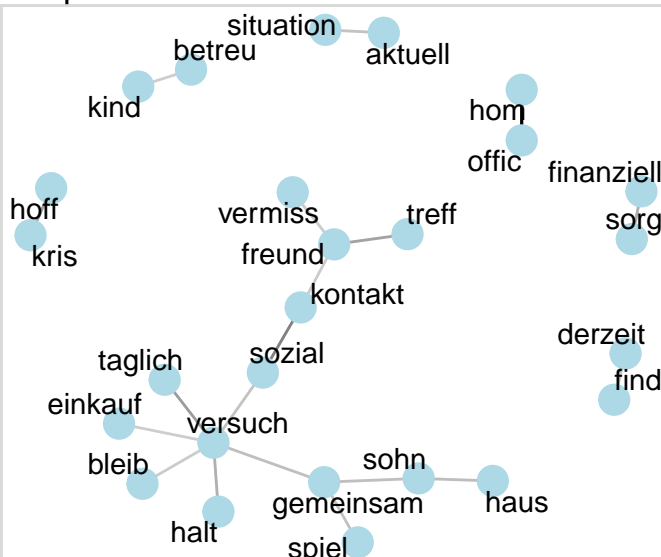 situation
betreu
aktuell
kind
hom
offic
finanziell
hoff
vermiss
treff
sorg
freund
kris
kontakt
derzeit
taglich
sozial
find
einkauf
versuch
bleib
sohn
gemeinsam
haus
halt
spiel